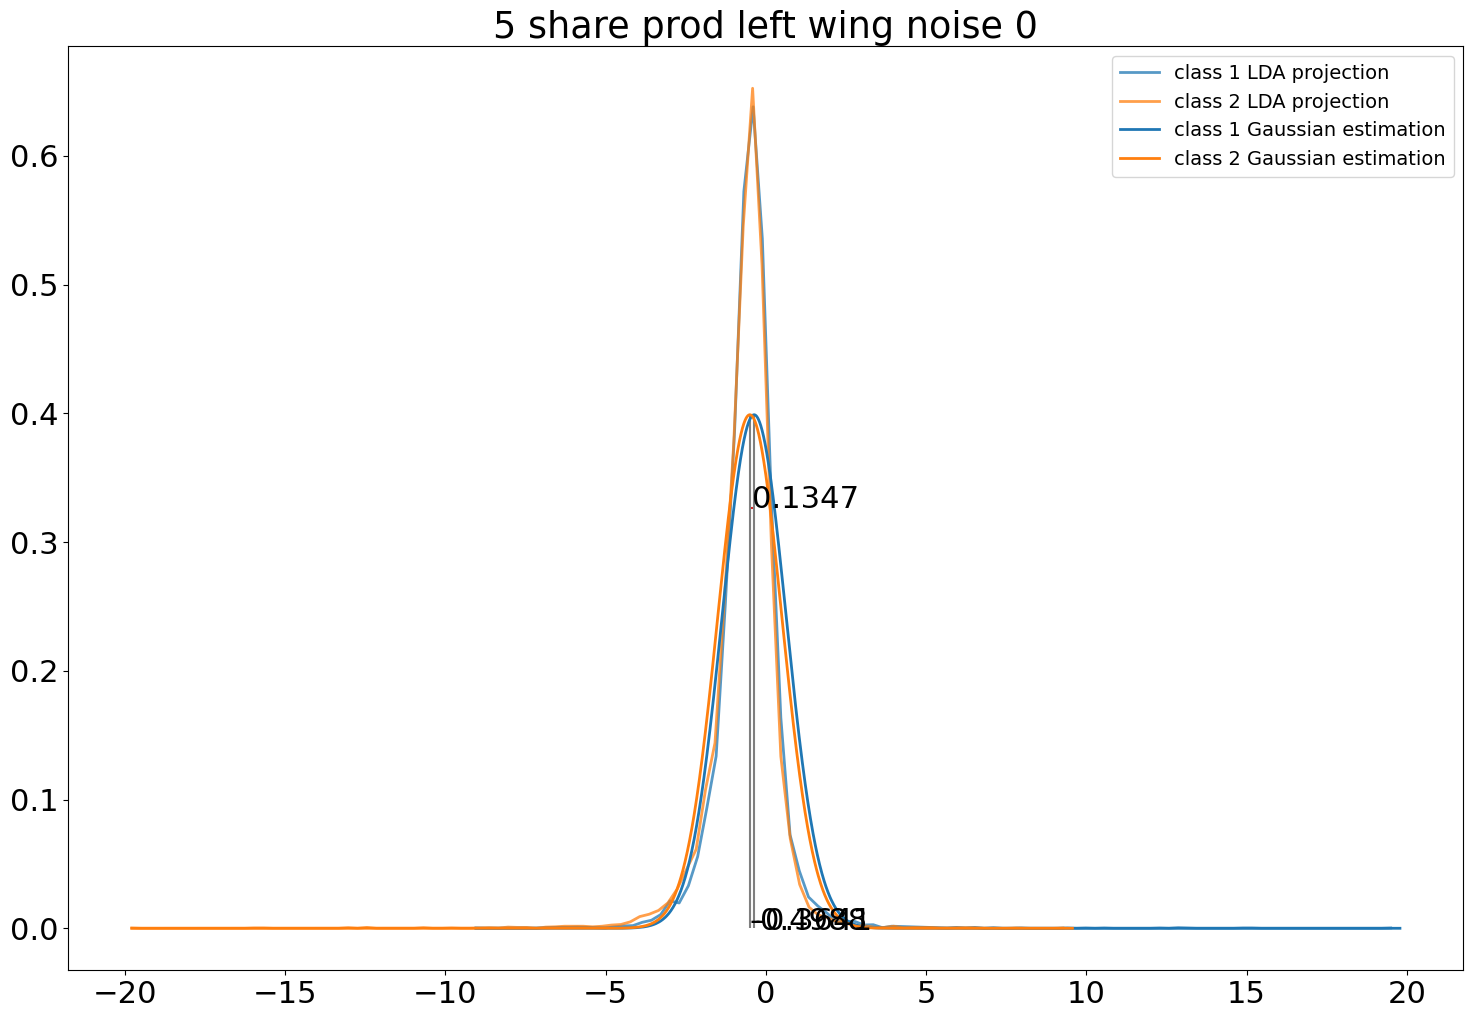 5 share prod left wing noise 0
class 1 LDA projection
class 2 LDA projection
class 1 Gaussian estimation
class 2 Gaussian estimation
0.6
0.5
0.4
0.1347
0.3
0.2
0.1
0.0
−20 −15 −10 −5 0 5 10 15 20